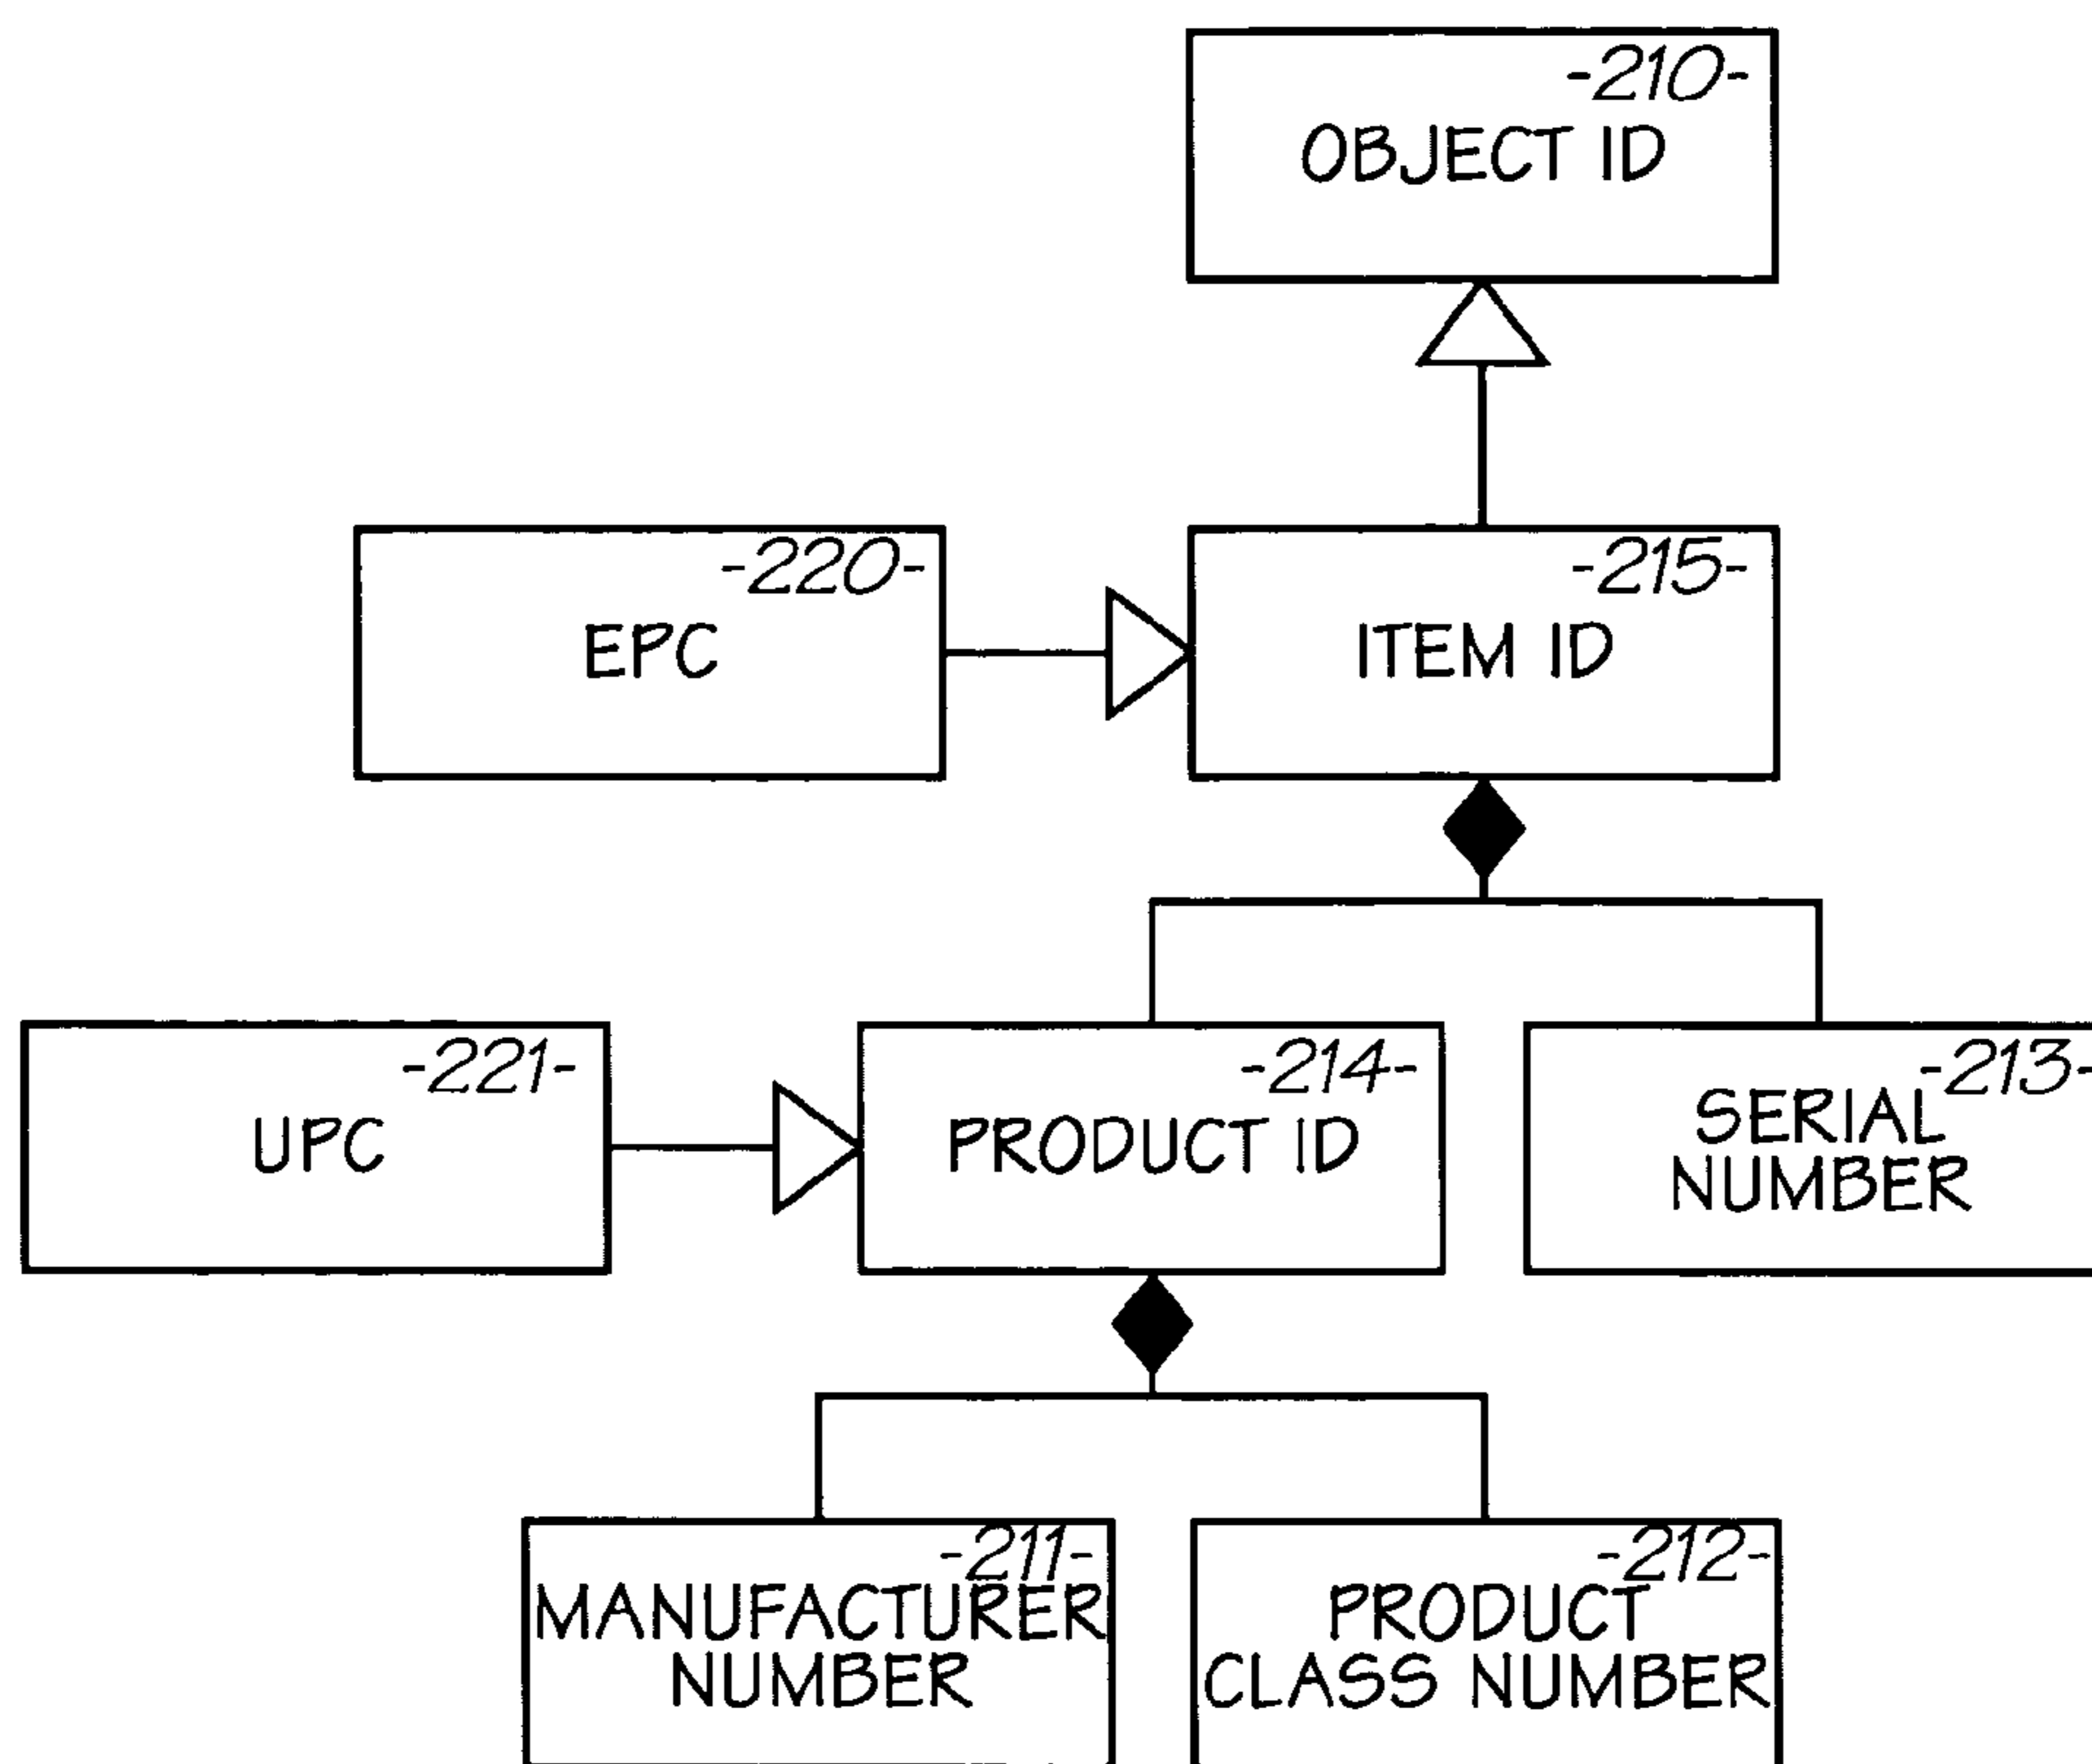 -210-
OBJECT ID
-220-
EPC
-215-
ITEM ID
-221-
UPC
-214-
PRODUCT ID
-213-
SERIAL
NUMBER
-211-
MANUFACTURER
NUMBER
-212-
PRODUCT
CLASS NUMBER